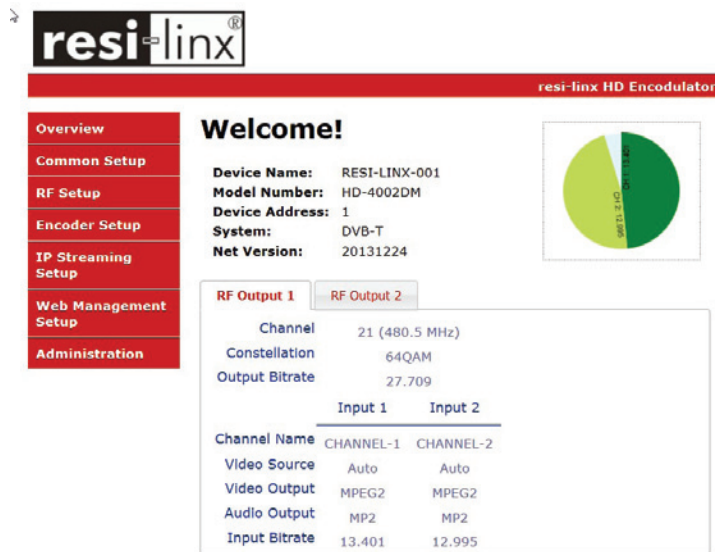 resi-linx®
resi-linx HD Encodulator
Overview
Common Setup
RF Setup
Encoder Setup
IP Streaming
Setup
Web Management
Setup
Administration
Welcome!
Device Name: RESI-LINX-001
Model Number: HD-4002DM
Device Address: 1
System: DVB-T
Net Version: 20131224
CH 1: 13.401
CH 2: 12.995
RF Output 1 RF Output 2
Channel 21 (480.5 MHz)
Constellation 64QAM
Output Bitrate 27.709
Input 1 Input 2
Channel Name CHANNEL-1 CHANNEL-2
Video Source Auto Auto
Video Output MPEG2 MPEG2
Audio Output MP2 MP2
Input Bitrate 13.401 12.995